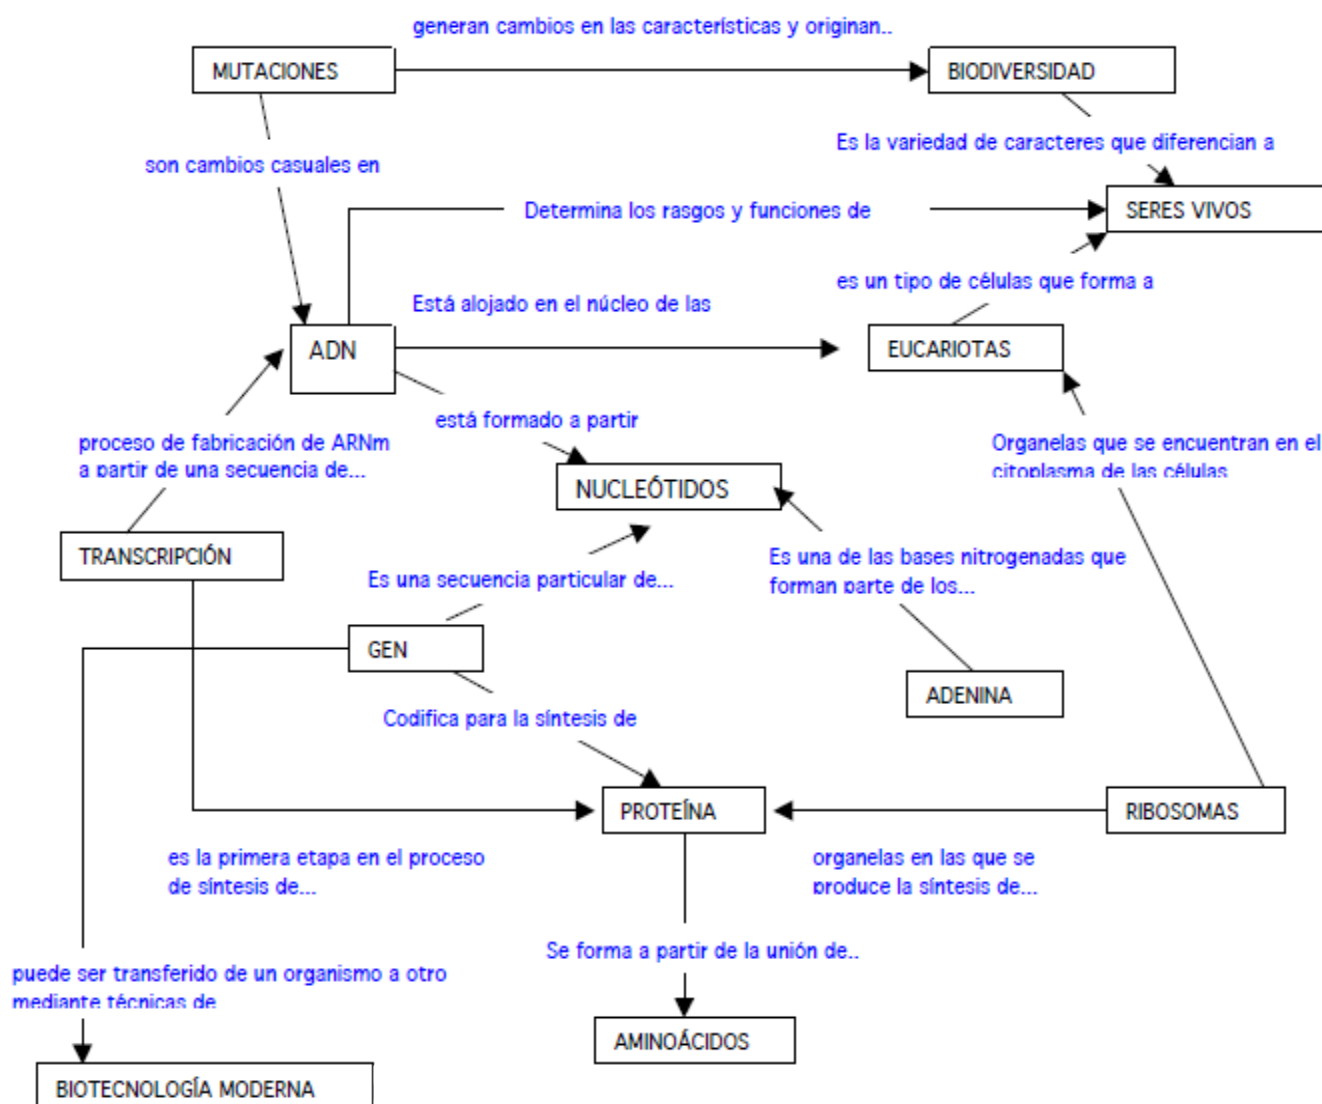 generan cambios en las características y originan..
MUTACIONES
BIODIVERSIDAD
Es la variedad de caracteres que diferencian a
son cambios casuales en
Determina los rasgos y funciones de
SERES VIVOS
es un tipo de células que forma a
Está alojado en el núcleo de las
ADN
EUCARIOTAS
está formado a partir
proceso de fabricación de ARNm
a partir de una secuencia de...
Organelas que se encuentran en el
citoplasma de las células
NUCLEÓTIDOS
TRANSCRIPCIÓN
Es una secuencia particular de...
Es una de las bases nitrogenadas que
forman parte de los...
GEN
ADENINA
Codifica para la síntesis de
PROTEÍNA
RIBOSOMAS
es la primera etapa en el proceso
de síntesis de...
organelas en las que se
produce la síntesis de...
Se forma a partir de la unión de..
puede ser transferido de un organismo a otro
mediante técnicas de
AMINOÁCIDOS
BIOTECNOLOGÍA MODERNA